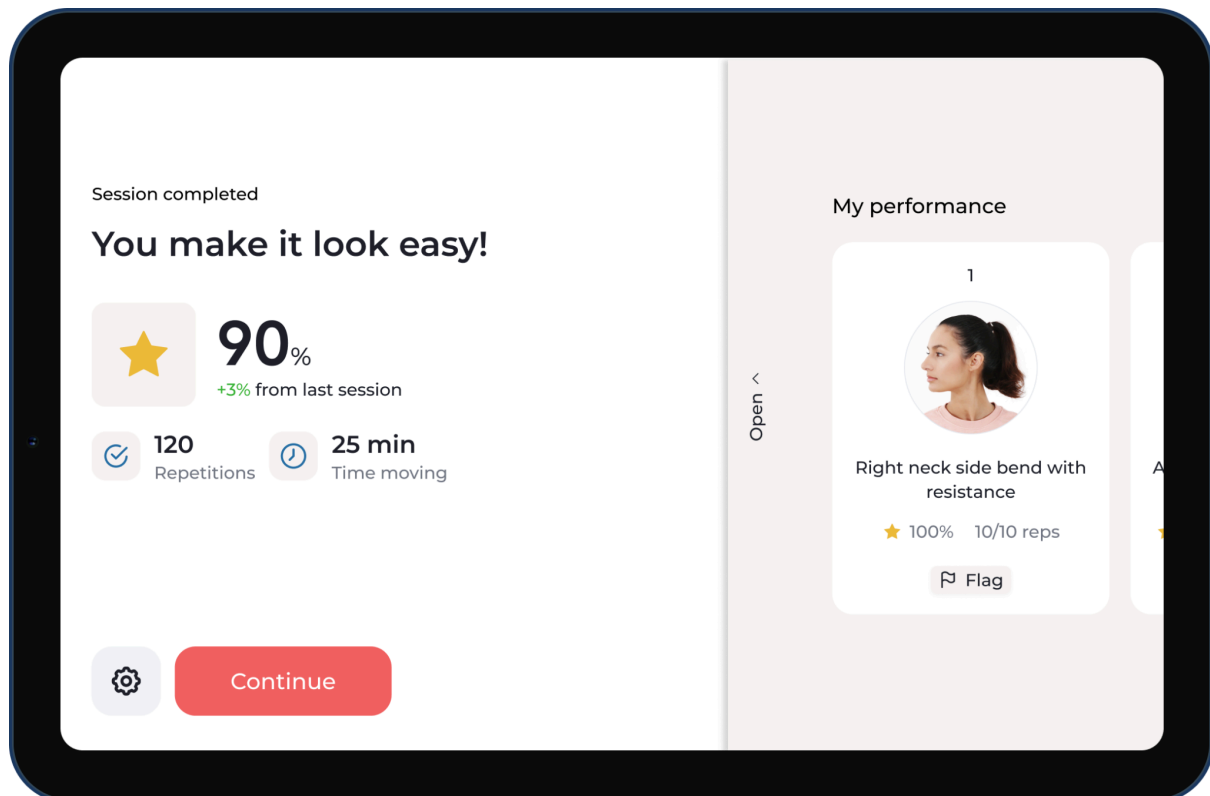 Session completed
You make it look easy!
90%
+3% from last session
120
Repetitions
25 min
Time moving
Continue
Open
My performance
1
Right neck side bend with
resistance
100% 10/10 reps
Flag
A